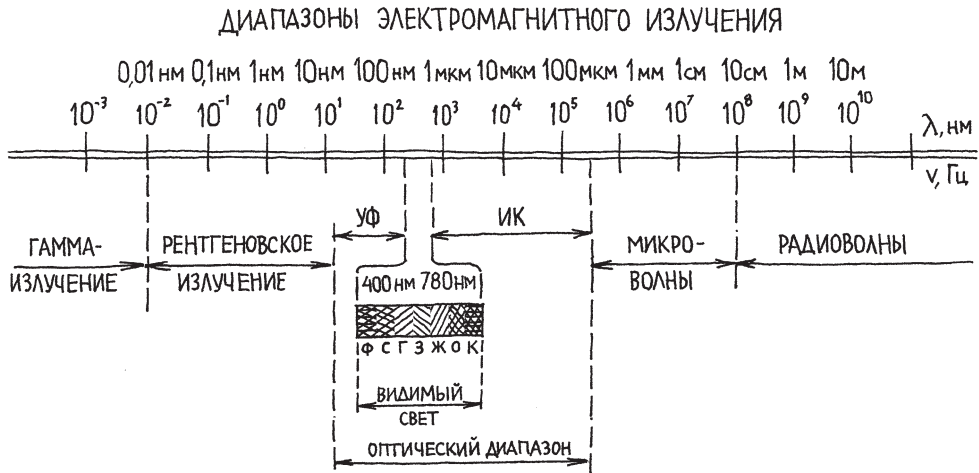 ДИАПАЗОНЫ ЭЛЕКТРОМАГНИТНОГО ИЗЛУЧЕНИЯ
0,01 нм 0,1 нм 1 нм 10 нм 100 нм 1 мкм 10 мкм 100 мкм 1 мм 1 см 10 см 1 м 10 м
10⁻³ 10⁻² 10⁻¹ 10⁰ 10¹ 10² 10³ 10⁴ 10⁵ 10⁶ 10⁷ 10⁸ 10⁹ 10¹⁰ λ, нм
ν, Гц
УФ ИК
ГАММА- РЕНТГЕНОВСКОЕ МИКРО- РАДИОВОЛНЫ
ИЗЛУЧЕНИЕ ИЗЛУЧЕНИЕ ВОЛНЫ
400 нм 780 нм
Ф С Г З Ж О К
ВИДИМЫЙ
СВЕТ
ОПТИЧЕСКИЙ ДИАПАЗОН